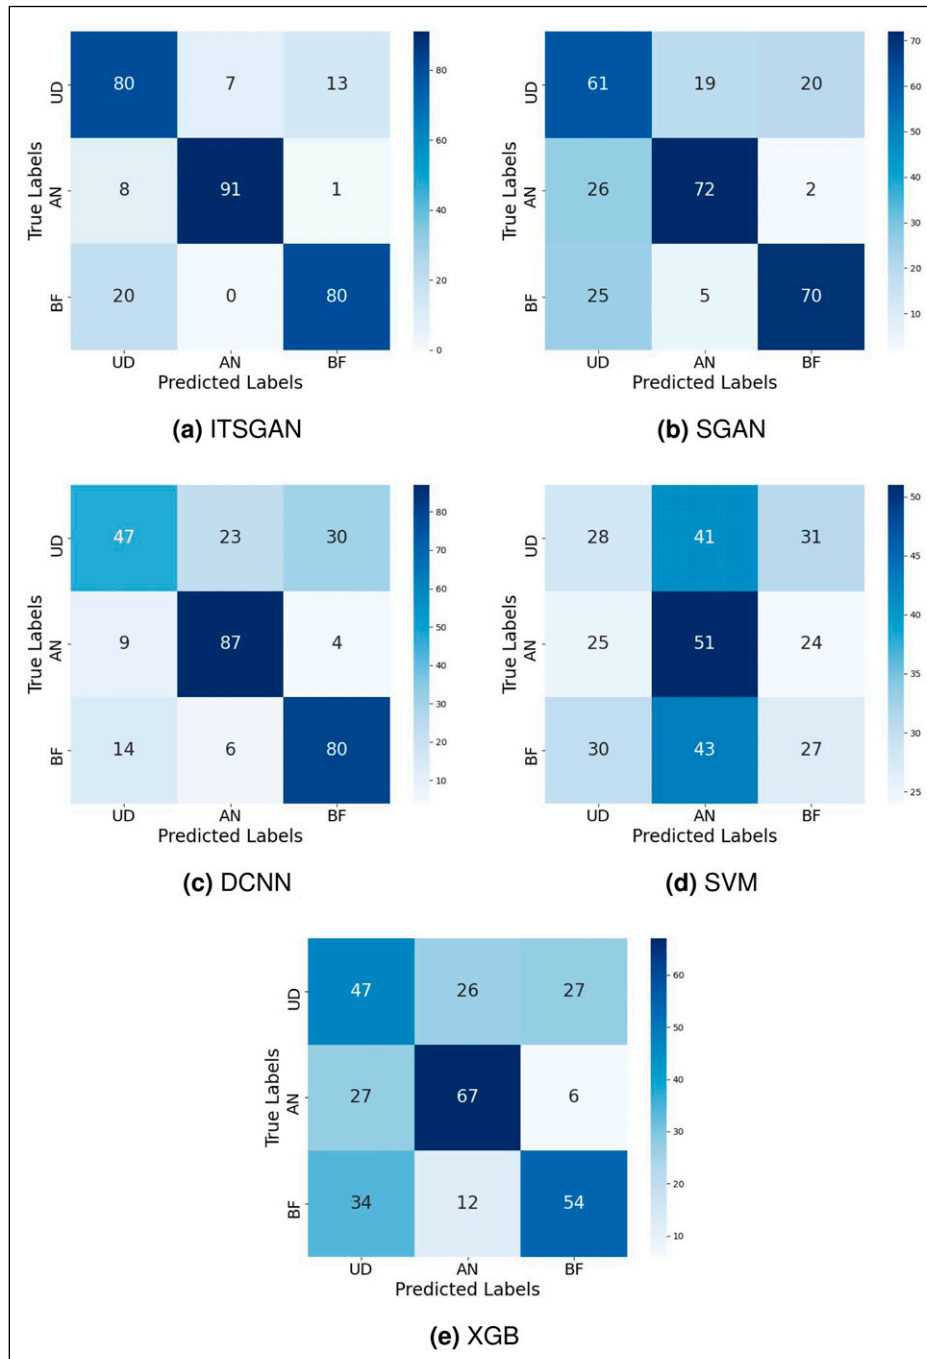 80 7 13
8 91 1
20 0 80
UD
AN
BF
True Labels
UD AN BF
Predicted Labels
80
60
40
20
0
(a) ITSGAN
61 19 20
26 72 2
25 5 70
UD
AN
BF
True Labels
UD AN BF
Predicted Labels
70
60
50
40
30
20
10
(b) SGAN
47 23 30
9 87 4
14 6 80
UD
AN
BF
True Labels
UD AN BF
Predicted Labels
80
70
60
50
40
30
20
10
(c) DCNN
28 41 31
25 51 24
30 43 27
UD
AN
BF
True Labels
UD AN BF
Predicted Labels
50
45
40
35
30
25
(d) SVM
47 26 27
27 67 6
34 12 54
UD
AN
BF
True Labels
UD AN BF
Predicted Labels
60
50
40
30
20
10
(e) XGB